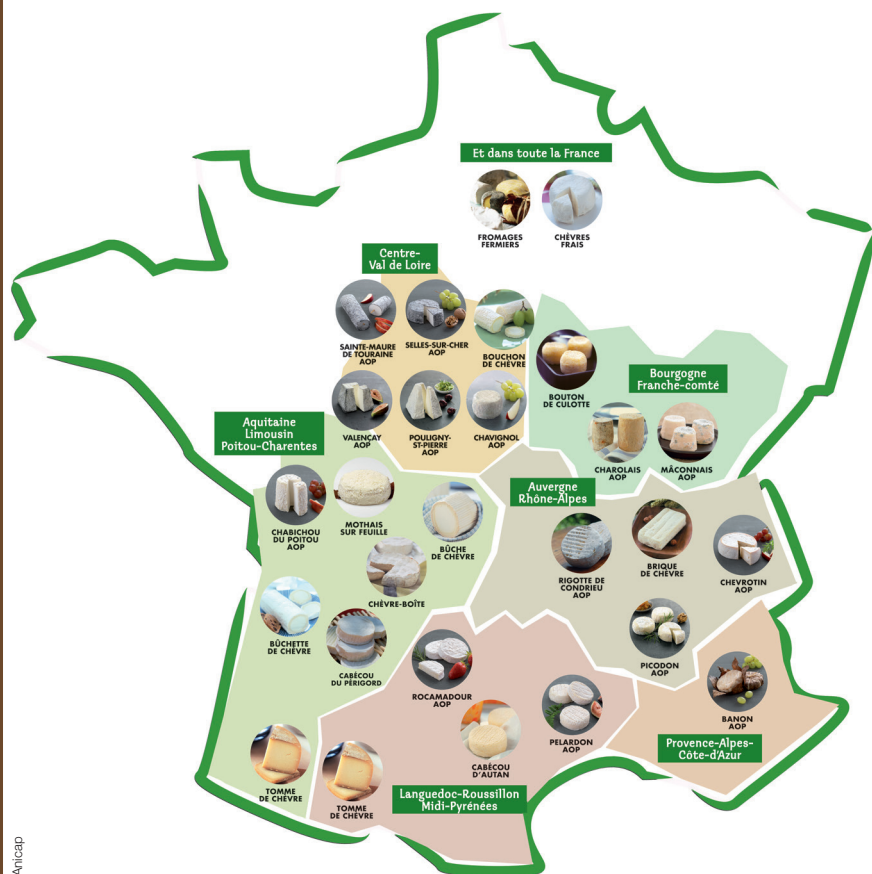 Et dans toute la France
FROMAGES
FERMIERS
CHÈVRES
FRAIS
Centre-
Val de Loire
SAINTE-MAURE
DE TOURAINE
AOP
SELLES-SUR-CHER
AOP
BOUCHON
DE CHÈVRE
VALENÇAY
AOP
POULIGNY-
ST-PIERRE
AOP
CHAVIGNOL
AOP
Bourgogne
Franche-comté
BOUTON
DE CULOTTE
CHAROLAIS
AOP
MÂCONNAIS
AOP
Aquitaine
Limousin
Poitou-Charentes
CHABICHOU
DU POITOU
AOP
MOTHAIS
SUR FEUILLE
BÛCHE
DE CHÈVRE
CHÈVRE-BOÎTE
BÛCHETTE
DE CHÈVRE
CABÉCOU
DU PÉRIGORD
TOMME
DE CHÈVRE
Auvergne
Rhône-Alpes
RIGOTTE DE
CONDRIEU
AOP
BRIQUE
DE CHÈVRE
CHEVROTIN
AOP
PICODON
AOP
ROCAMADOUR
AOP
CABÉCOU
D'AUTAN
PELARDON
AOP
TOMME
DE CHÈVRE
Languedoc-Roussillon
Midi-Pyrénées
BANON
AOP
Provence-Alpes-
Côte-d'Azur
Anicap